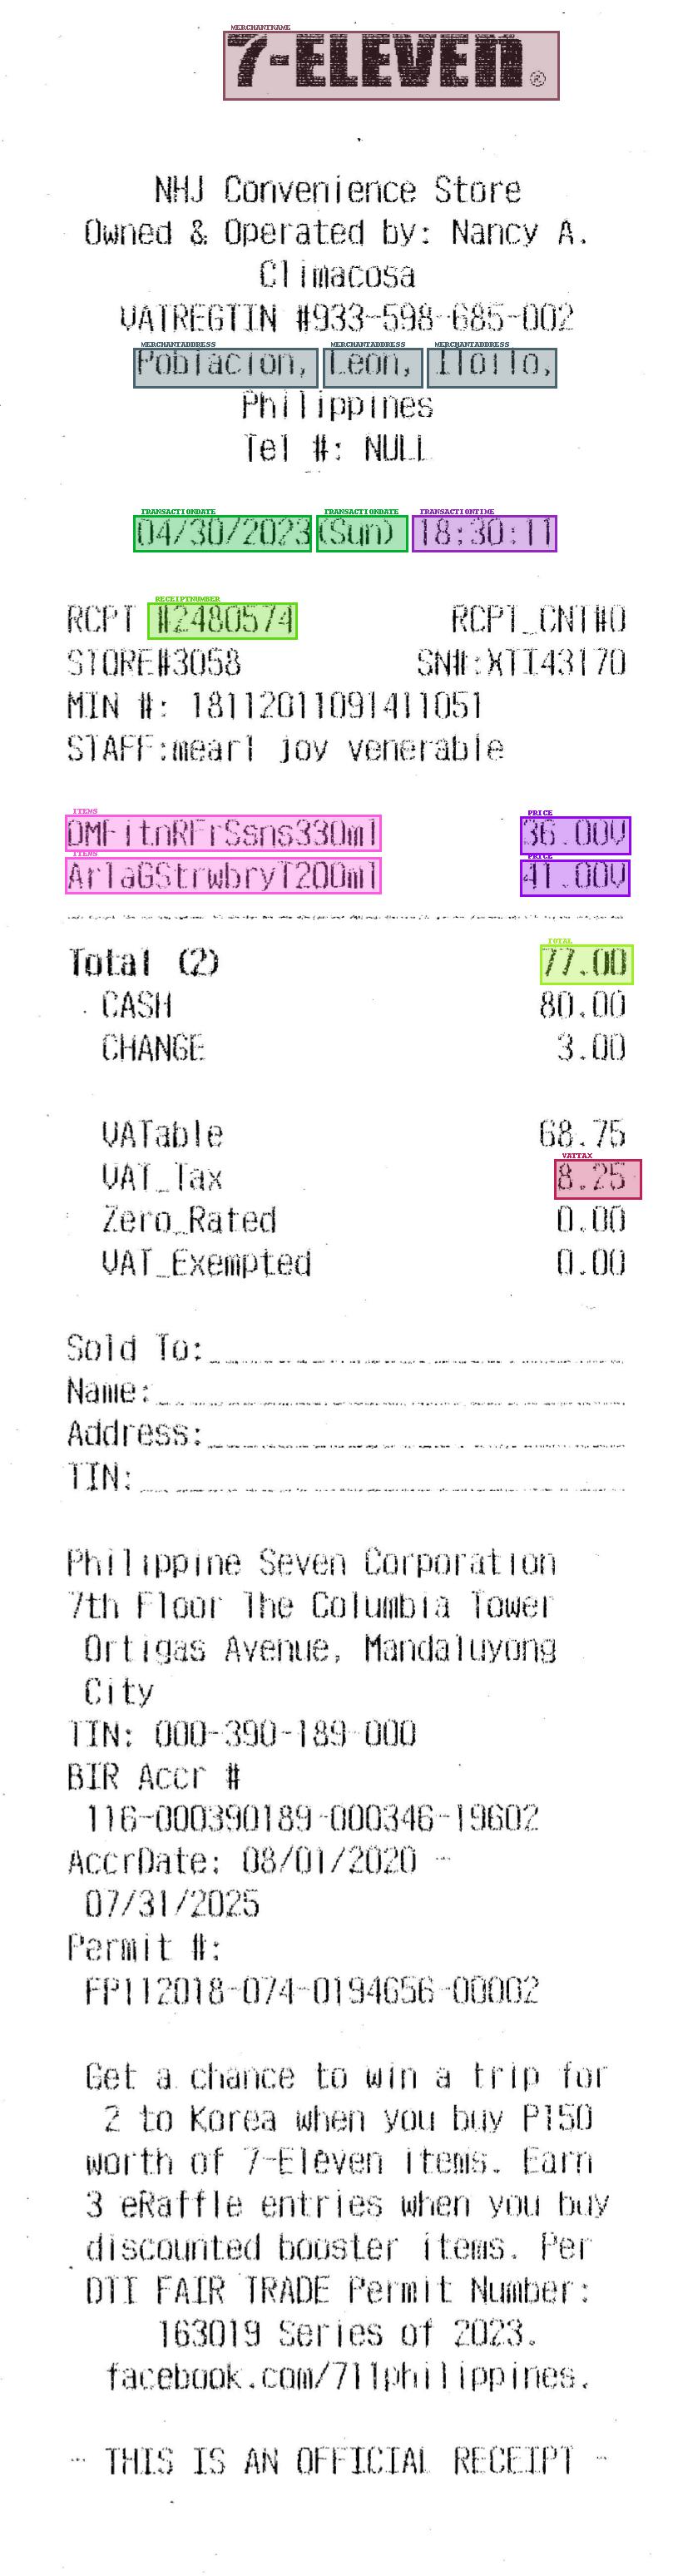 MERCHANTNAME
7-ELEVEN®
NHJ Convenience Store
Owned & Operated by: Nancy A.
Climacosa
VATREGTIN #933-598-685-002
MERCHANTADDRESS MERCHANTADDRESS MERCHANTADDRESS
Poblacion, Leon, Iloilo,
Philippines
Tel #: NULL
TRANSACTIONDATE TRANSACTIONDATE TRANSACTIONTIME
04/30/2023(Sun) 18:30:11
RECEIPTNUMBER
RCPT #2480574 RCPT_CNT#0
STORE#3058 SN#:XTI43170
MIN #: 18112011091411051
STAFF:mearl joy venerable
ITEMS PRICE
DMFitnRFrSsns330ml 36.00V
ITEMS PRICE
ArlaGStrwbryT200ml 41.00V
TOTAL
Total (2) 77.00
CASH 80.00
CHANGE 3.00
VATable 68.75
VATTAX
VAT_Tax 8.25
Zero_Rated 0.00
VAT_Exempted 0.00
Sold To:
Name:
Address:
TIN:
Philippine Seven Corporation
7th Floor The Columbia Tower
Ortigas Avenue, Mandaluyong
City
TIN: 000-390-189-000
BIR Accr #
116-000390189-000346-19602
AccrDate: 08/01/2020 -
07/31/2025
Permit #:
FP112018-074-0194656-00002
Get a chance to win a trip for
2 to Korea when you buy P150
worth of 7-Eleven items. Earn
3 eRaffle entries when you buy
discounted booster items. Per
DTI FAIR TRADE Permit Number:
163019 Series of 2023.
facebook.com/711philippines.
- THIS IS AN OFFICIAL RECEIPT -